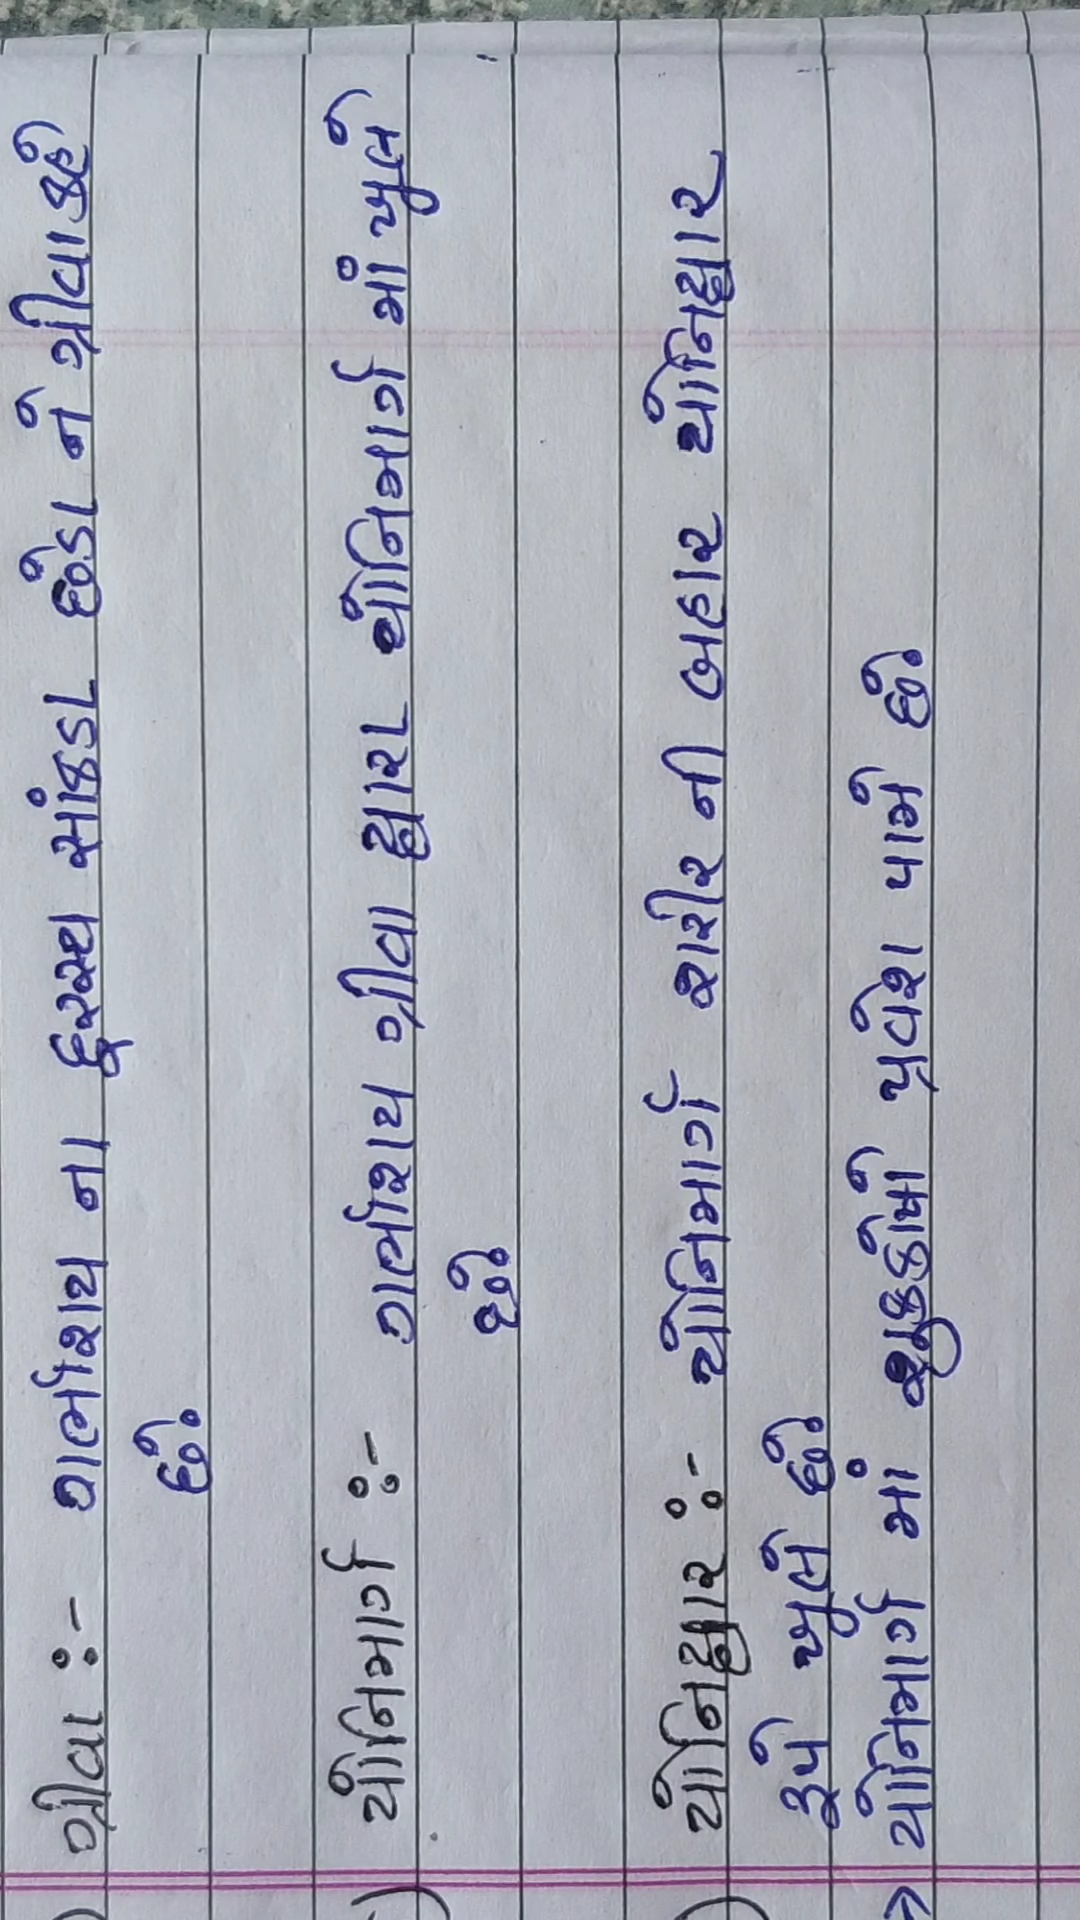 ગ્રીવા :- ગર્ભાશય ના દૂરસ્થ સાંકડા છેડા ને ગ્રીવા કહે
છે.
યોનિમાર્ગ :- ગર્ભાશય ગ્રીવા દ્વારા યોનિમાર્ગ માં ખુલે
છે.
યોનિદ્વાર :- યોનિમાર્ગ શરીર ની બહાર યોનિદ્વાર
રૂપે ખુલે છે.
→ યોનિમાર્ગ માં શુક્રકોષો પ્રવેશ પામે છે.